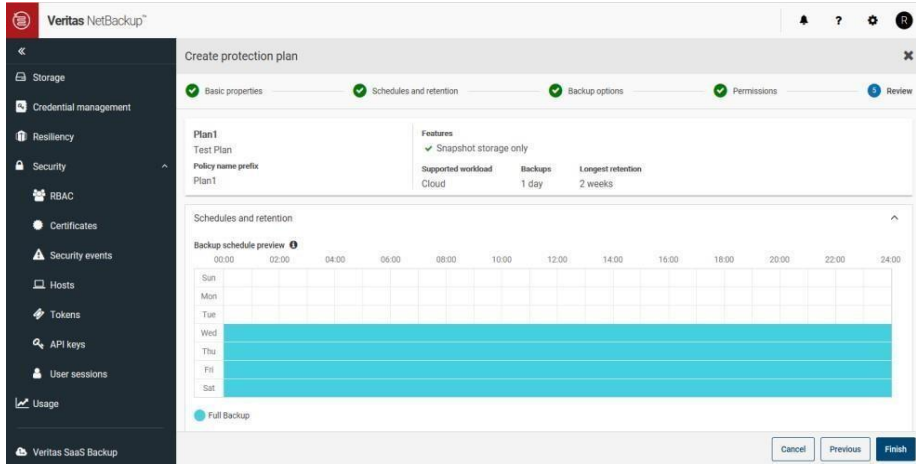 Veritas NetBackup™
?
R
«
Create protection plan
Storage
Basic properties
Schedules and retention
Backup options
Permissions
5 Review
Credential management
Resiliency
Plan1
Features
Test Plan
Snapshot storage only
Security
Policy name prefix
Supported workload Backups Longest retention
Plan1
Cloud 1 day 2 weeks
RBAC
Schedules and retention
Certificates
Backup schedule preview
Security events
00:00 02:00 04:00 06:00 08:00 10:00 12:00 14:00 16:00 18:00 20:00 22:00 24:00
Sun
Hosts
Mon
Tue
Tokens
Wed
API keys
Thu
Fri
User sessions
Sat
Usage
Full Backup
Veritas SaaS Backup
Cancel Previous Finish